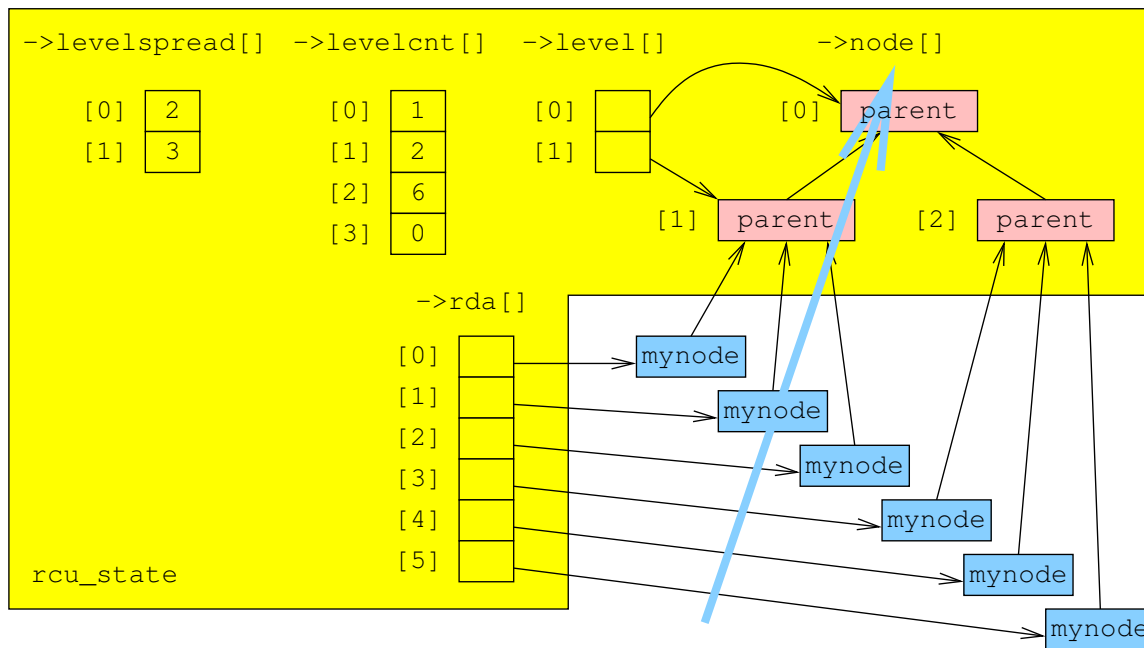 ->levelspread[] ->levelcnt[] ->level[] ->node[]
[0] 2 [0] 1 [0] [0] parent
[1] 3 [1] 2 [1]
[2] 6 [1] parent [2] parent
[3] 0
->rda[]
[0] mynode
[1] mynode
[2] mynode
[3] mynode
[4] mynode
[5] mynode
rcu_state